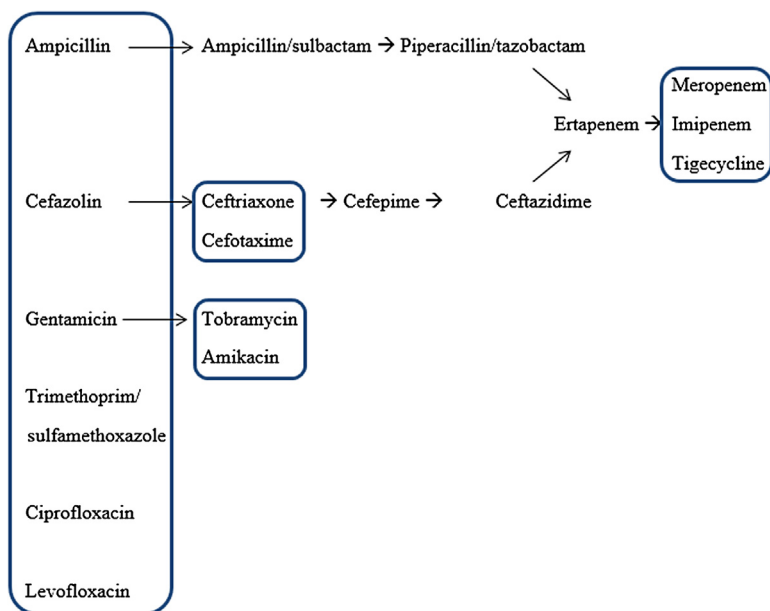 Ampicillin → Ampicillin/sulbactam → Piperacillin/tazobactam
Meropenem
Ertapenem → Imipenem
Tigecycline
Cefazolin → Ceftriaxone → Cefepime → Ceftazidime
Cefotaxime
Gentamicin → Tobramycin
Amikacin
Trimethoprim/
sulfamethoxazole
Ciprofloxacin
Levofloxacin